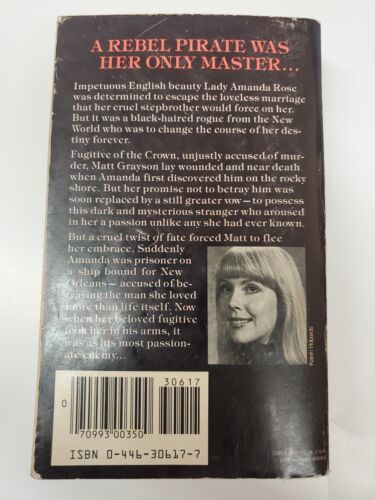 A REBEL PIRATE WAS
HER ONLY MASTER...
Impetuous English beauty Lady Amanda Rose
was determined to escape the loveless marriage
that her cruel stepbrother would force on her.
But it was a black-haired rogue from the New
World who was to change the course of her des-
tiny forever.
Fugitive of the Crown, unjustly accused of mur-
der, Matt Grayson lay wounded and near death
when Amanda first discovered him on the rocky
shore. But her promise not to betray him was
soon replaced by a still greater vow—to possess
this dark and mysterious stranger who aroused in
her a passion unlike any she had ever known.
But a cruel twist of fate forced Matt to flee
her embrace. Suddenly
Amanda was prisoner on
a ship bound for New
Orleans—accused of be-
traying the man she loved
more than life itself. Now
when her beloved fugitive
took her in his arms, it
was as his most passion-
ate enemy...
Karen Robards
30617
0
70993 00350
ISBN 0-446-30617-7